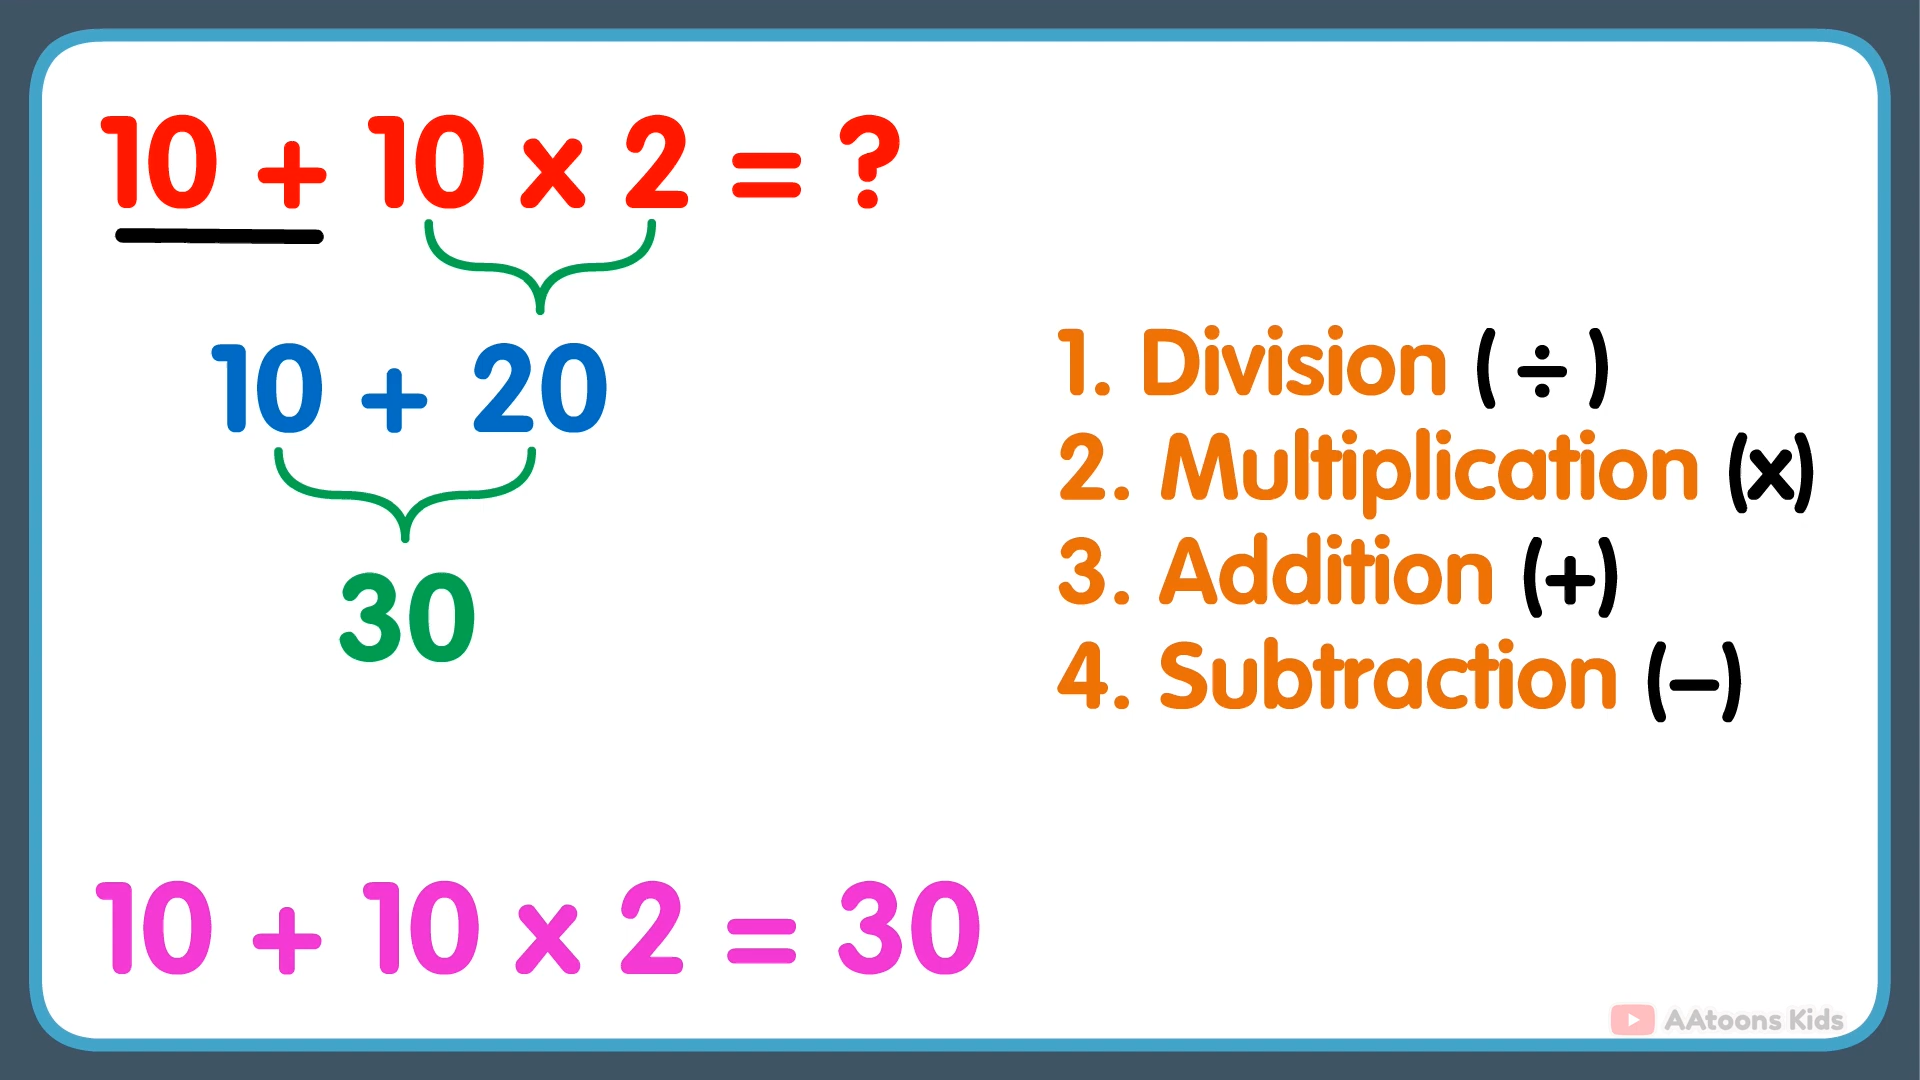 10 + 10 x 2 = ?
10 + 20
30
1. Division ( ÷ )
2. Multiplication (x)
3. Addition (+)
4. Subtraction (–)
10 + 10 x 2 = 30
AAtoons Kids